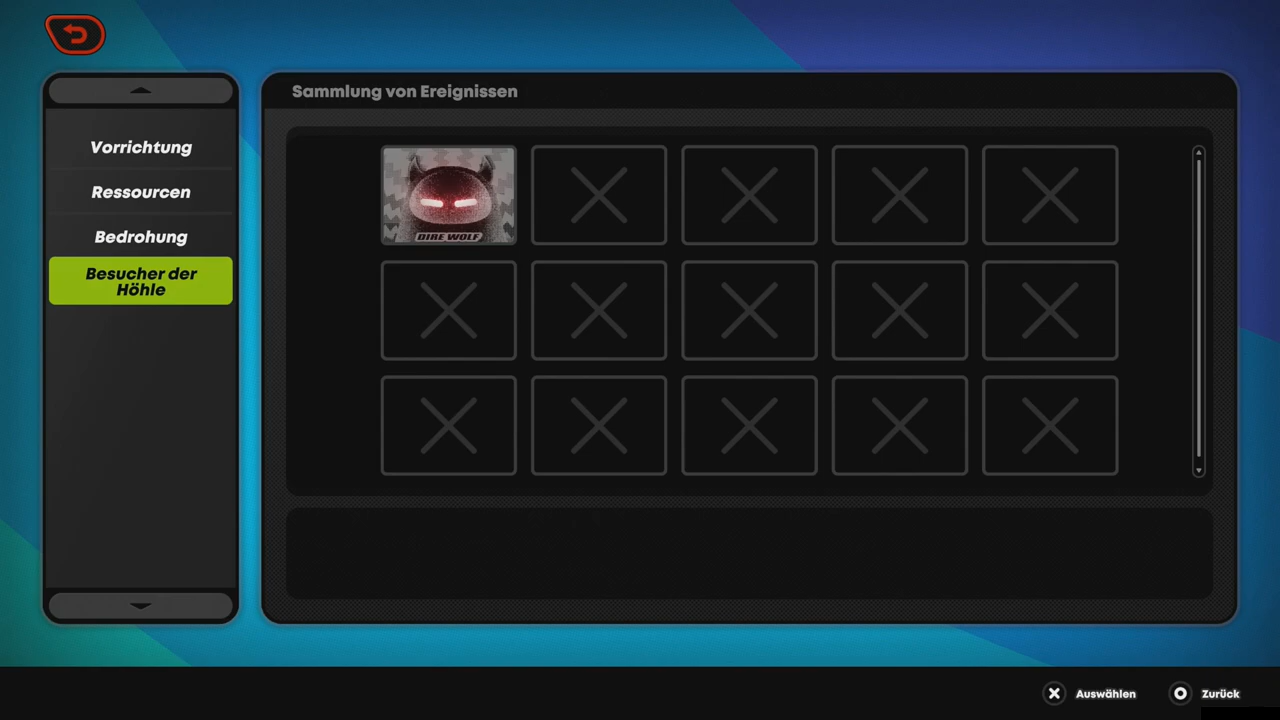 Sammlung von Ereignissen
Vorrichtung
Ressourcen
Bedrohung
Besucher der
Höhle
DIRE WOLF
Auswählen
Zurück